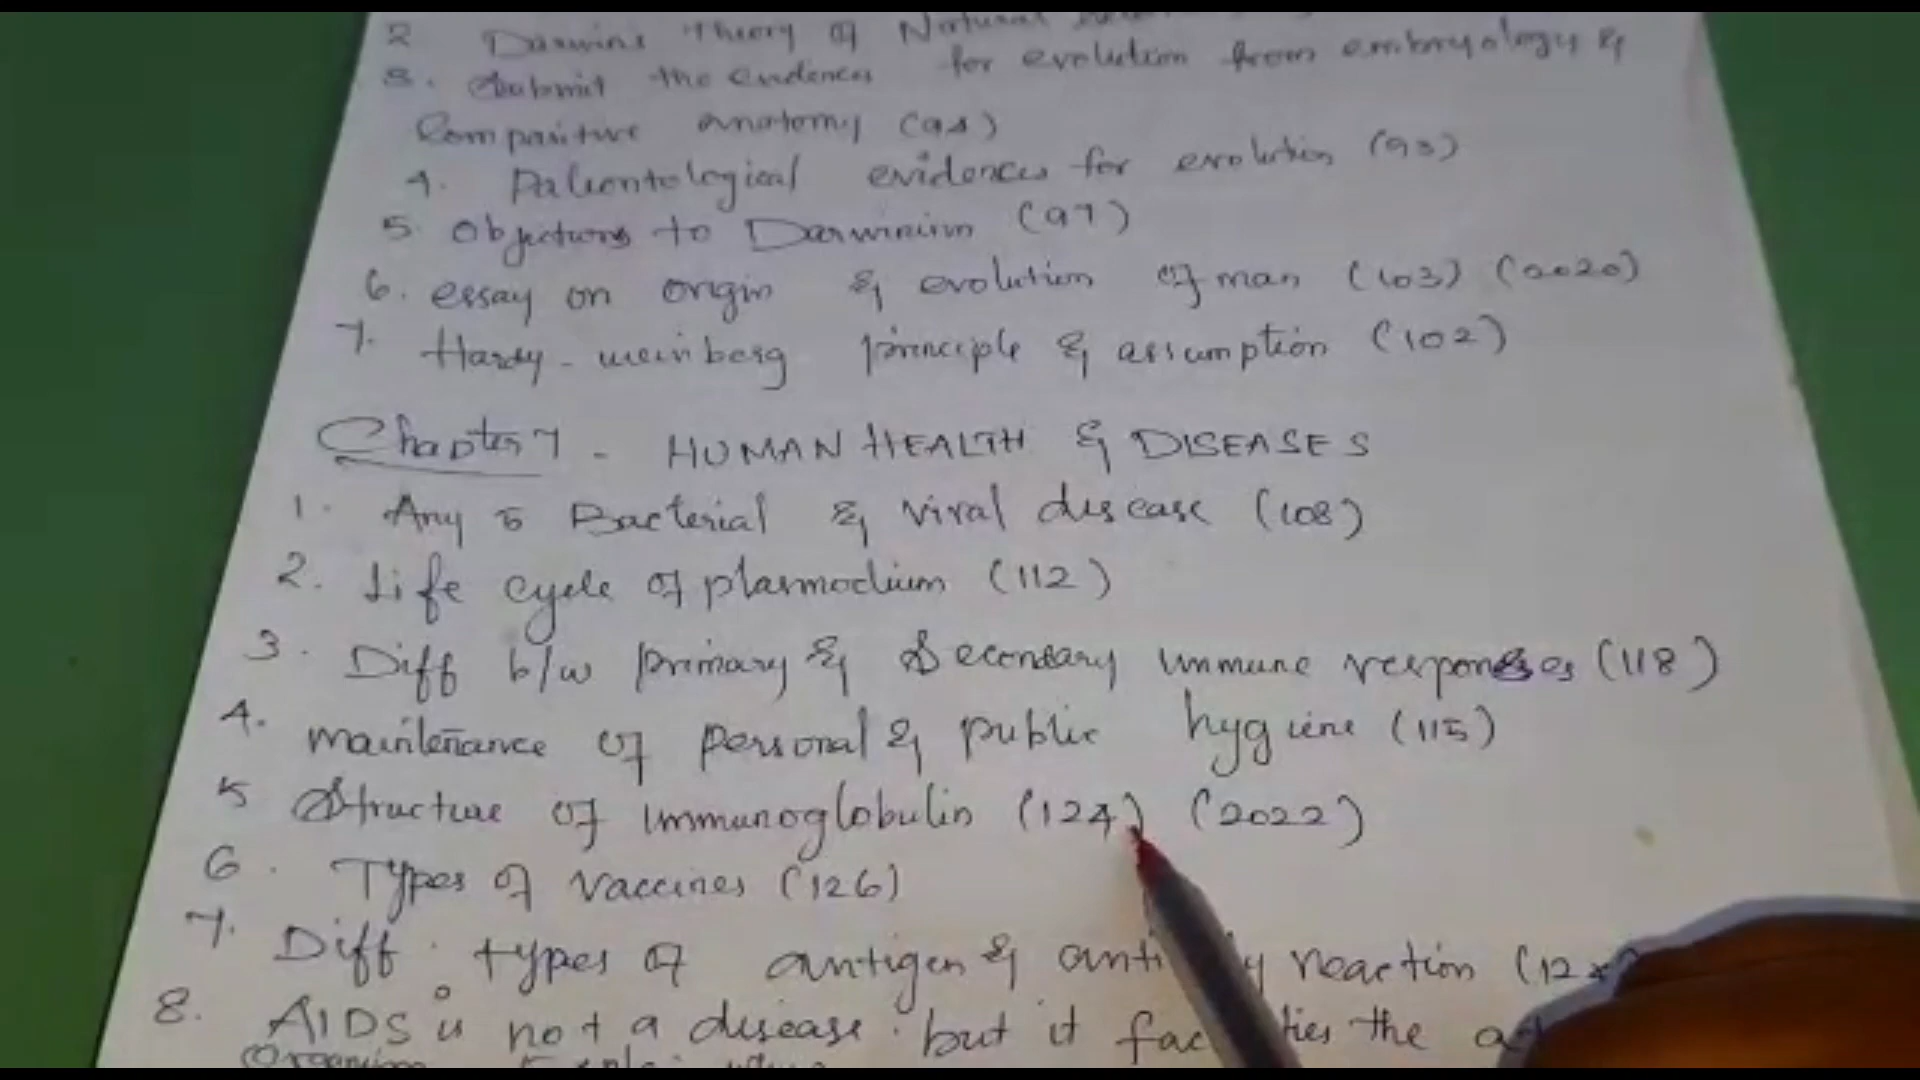 2 Darwins Theory of Natural
3. Submit the evidences for evolution from embryology &
Comparitive anatomy (94)
4. Paleontological evidences for evolution (93)
5 Objections to Darwinism (97)
6. essay on origin & evolution of man (103) (2020)
7. Hardy-weinberg principle & assumption (102)
Chapter 7 - HUMAN HEALTH & DISEASES
1. Any 5 Bacterial & viral disease (108)
2. Life cycle of plasmodium (112)
3. Diff b/w primary & Secondary immune responses (118)
4. maintenance of personal & public hygiene (115)
5 Structure of immunoglobulin (124) (2022)
6. Types of vaccines (126)
7. Diff. types of antigen & reaction
8. AIDS is not a disease but it the
Organism